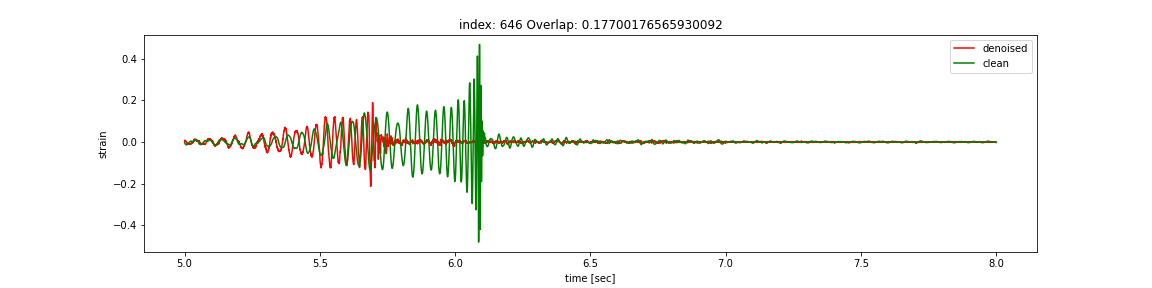 index: 646 Overlap: 0.17700176565930092
denoised
clean
strain
0.4
0.2
0.0
−0.2
−0.4
5.0 5.5 6.0 6.5 7.0 7.5 8.0
time [sec]